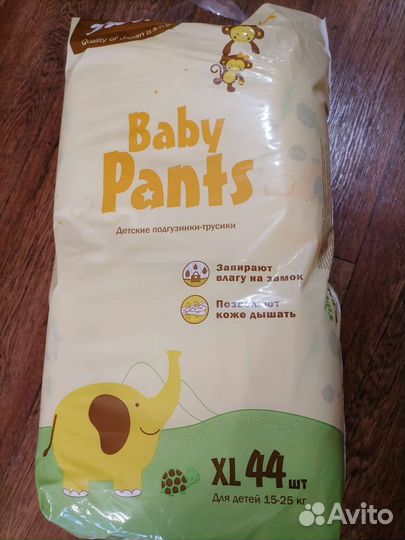 Quality of Japan
Baby
Pants
Детские подгузники-трусики
Запирают
влагу на замок
Позволяют
коже дышать
XL 44 шт
Для детей 15-25 кг
Avito